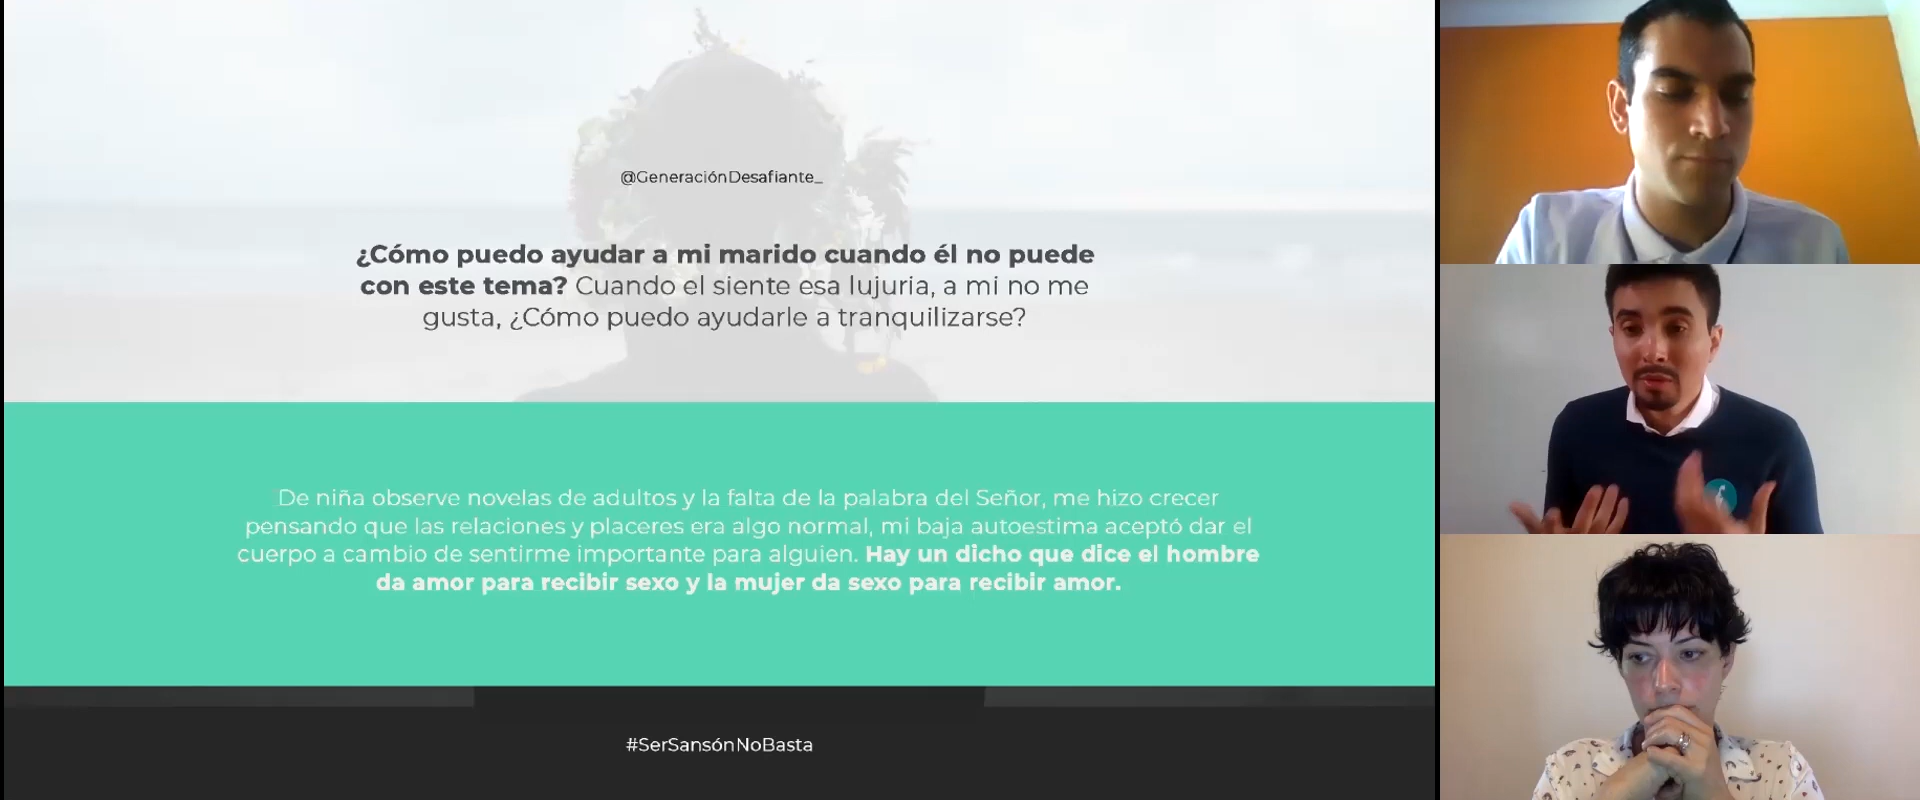 @GeneraciónDesafiante_
¿Cómo puedo ayudar a mi marido cuando él no puede
con este tema? Cuando el siente esa lujuria, a mi no me
gusta, ¿Cómo puedo ayudarle a tranquilizarse?
De niña observe novelas de adultos y la falta de la palabra del Señor, me hizo crecer
pensando que las relaciones y placeres era algo normal, mi baja autoestima aceptó dar el
cuerpo a cambio de sentirme importante para alguien. Hay un dicho que dice el hombre
da amor para recibir sexo y la mujer da sexo para recibir amor.
#SerSansónNoBasta